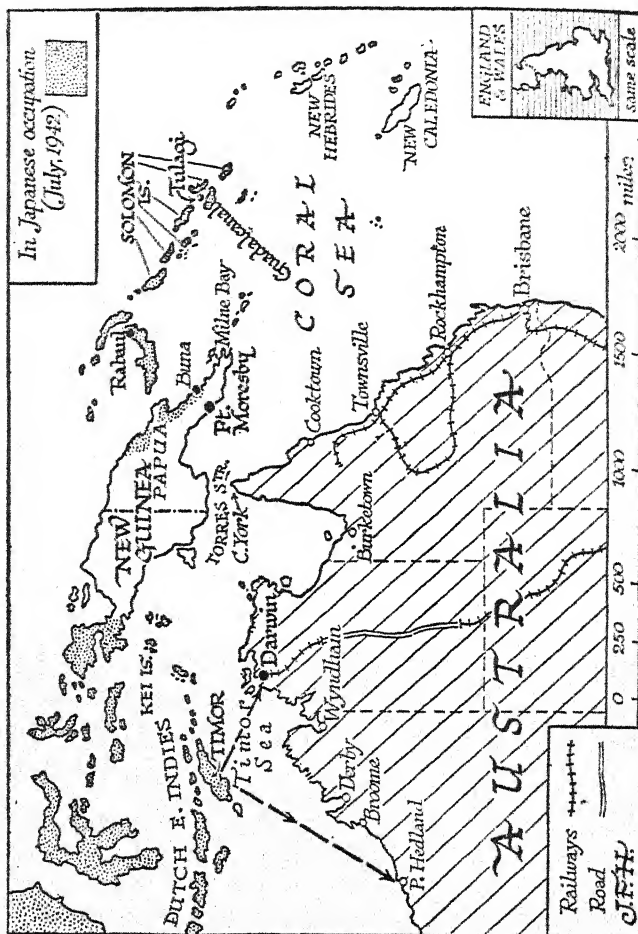 In Japanese occupation
(July, 1942)
SOLOMON
IS.
Tulagi
Guadalcanal
Rabaul
Buna
Milne Bay
Pt.
Moresby
NEW
GUINEA
PAPUA
TORRES STR.
C. York
KEI IS.
DUTCH E. INDIES
TIMOR
Timor
Sea
CORAL
SEA
NEW
HEBRIDES
NEW
CALEDONIA
Cooktown
Townsville
Rockhampton
Brisbane
Burketown
Darwin
Wyndham
Derby
Broome
P. Hedland
AUSTRALIA
ENGLAND
& WALES
same scale
Railways
Road
J.F.H.
0 250 500 1000 1500 2000 miles